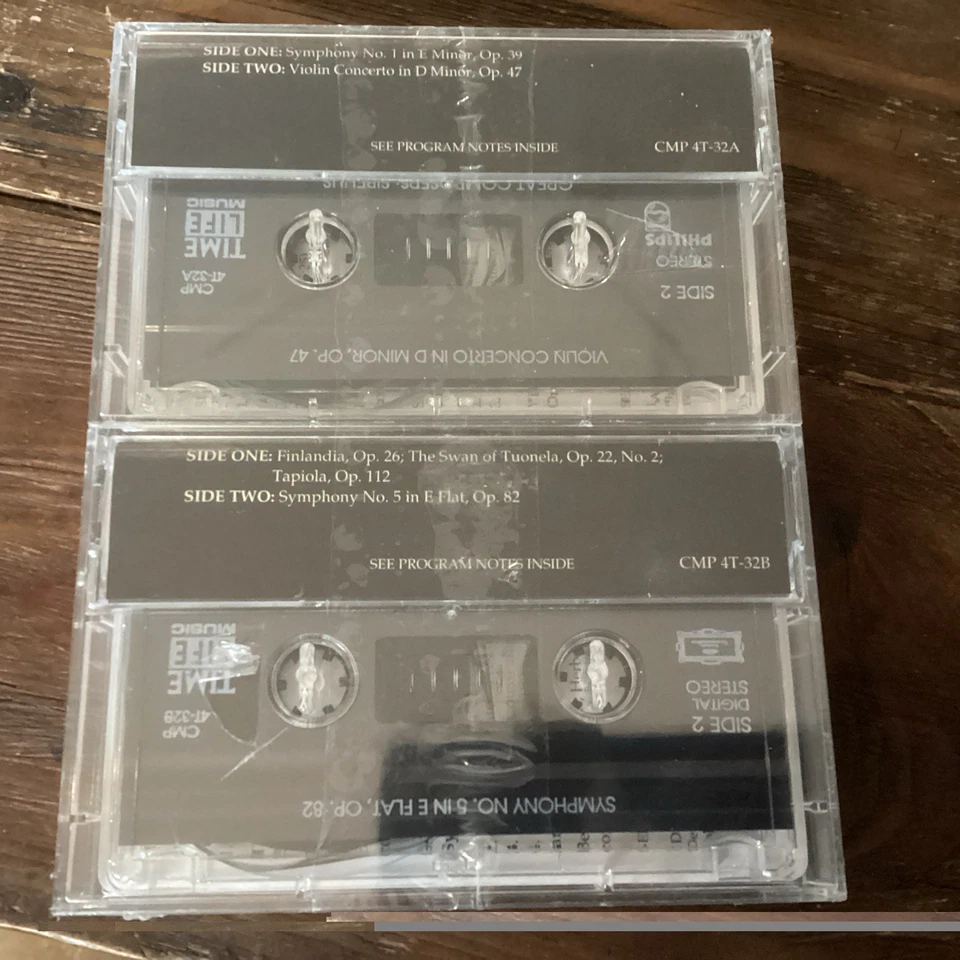 SIDE ONE: Symphony No. 1 in E Minor, Op. 39
SIDE TWO: Violin Concerto in D Minor, Op. 47
SEE PROGRAM NOTES INSIDE
CMP 4T-32A
GREAT COMPOSERS: SIBELIUS
TIME
LIFE
MUSIC
CMP
4T-32A
PHILIPS
STEREO
SIDE 2
VIOLIN CONCERTO IN D MINOR, OP. 47
SIDE ONE: Finlandia, Op. 26; The Swan of Tuonela, Op. 22, No. 2;
Tapiola, Op. 112
SIDE TWO: Symphony No. 5 in E Flat, Op. 82
SEE PROGRAM NOTES INSIDE
CMP 4T-32B
TIME
LIFE
MUSIC
CMP
4T-32B
DIGITAL
STEREO
SIDE 2
SYMPHONY NO. 5 IN E FLAT, OP. 82